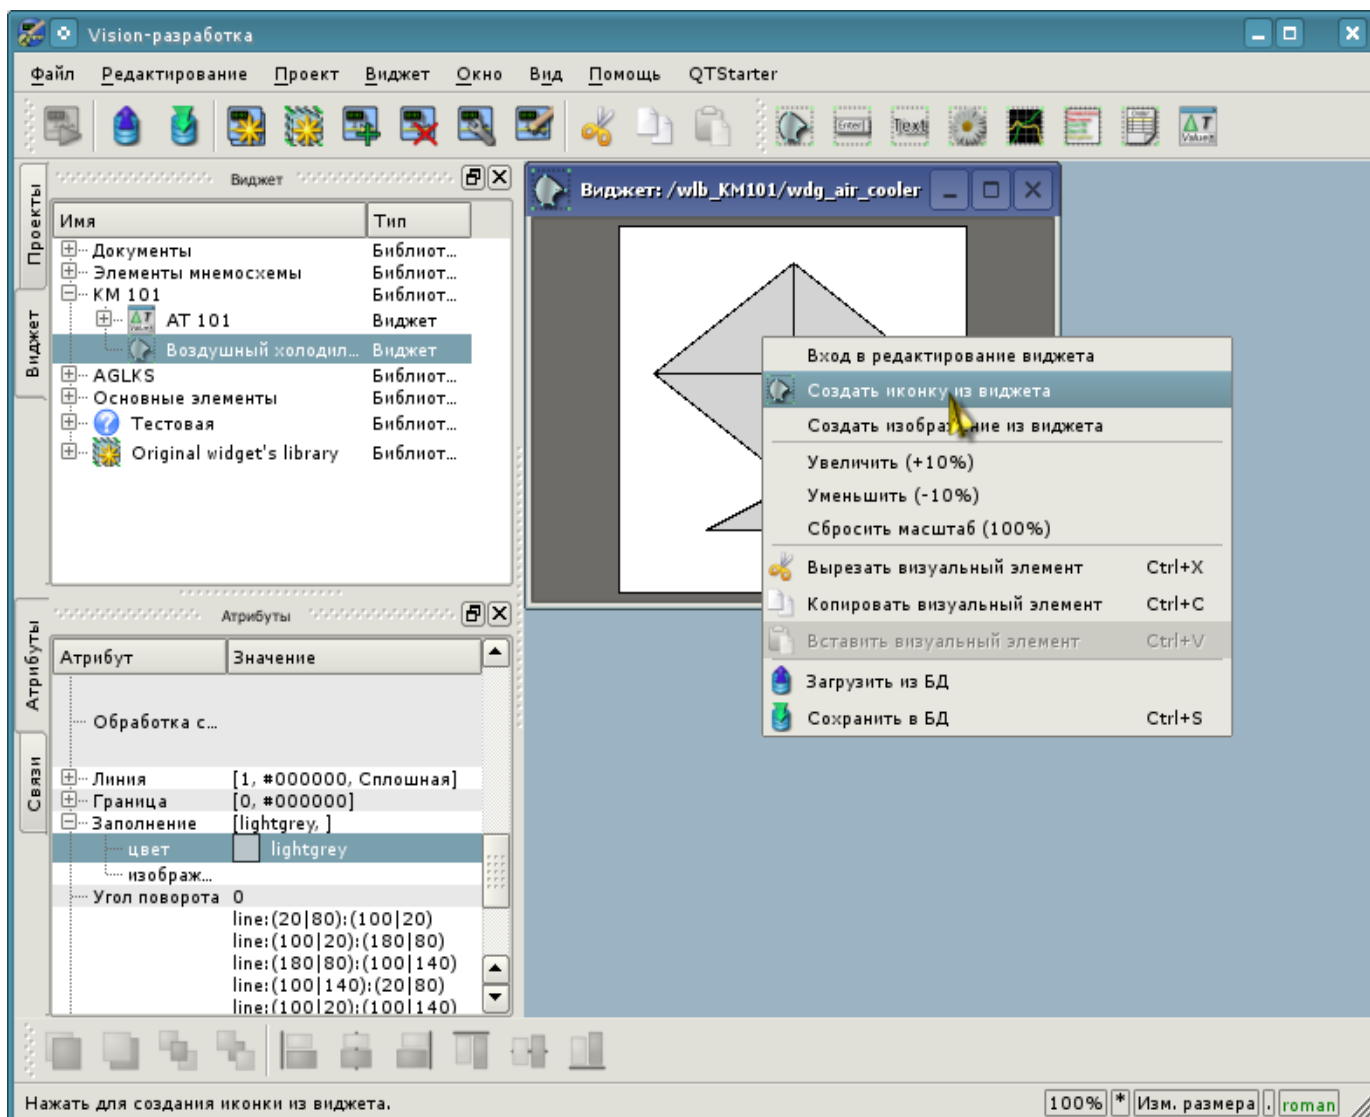 Vision-разработка
Файл Редактирование Проект Виджет Окно Вид Помощь QTStarter
Enter Text ΔT Values
Проекты
Виджет
Виджет
Имя Тип
Документы Библиот...
Элементы мнемосхемы Библиот...
КМ 101 Библиот...
АТ 101 Виджет
Воздушный холодил... Виджет
AGLKS Библиот...
Основные элементы Библиот...
Тестовая Библиот...
Original widget's library Библиот...
Атрибуты
Связи
Атрибуты
Атрибут Значение
Обработка с...
Линия [1, #000000, Сплошная]
Граница [0, #000000]
Заполнение [lightgrey, ]
цвет lightgrey
изображ...
Угол поворота 0
line:(20|80):(100|20)
line:(100|20):(180|80)
line:(180|80):(100|140)
line:(100|140):(20|80)
line:(100|20):(100|140)
Виджет: /wlb_KM101/wdg_air_cooler
Вход в редактирование виджета
Создать иконку из виджета
Создать изображение из виджета
Увеличить (+10%)
Уменьшить (-10%)
Сбросить масштаб (100%)
Вырезать визуальный элемент Ctrl+X
Копировать визуальный элемент Ctrl+C
Вставить визуальный элемент Ctrl+V
Загрузить из БД
Сохранить в БД Ctrl+S
Нажать для создания иконки из виджета.
100% * Изм. размера . roman